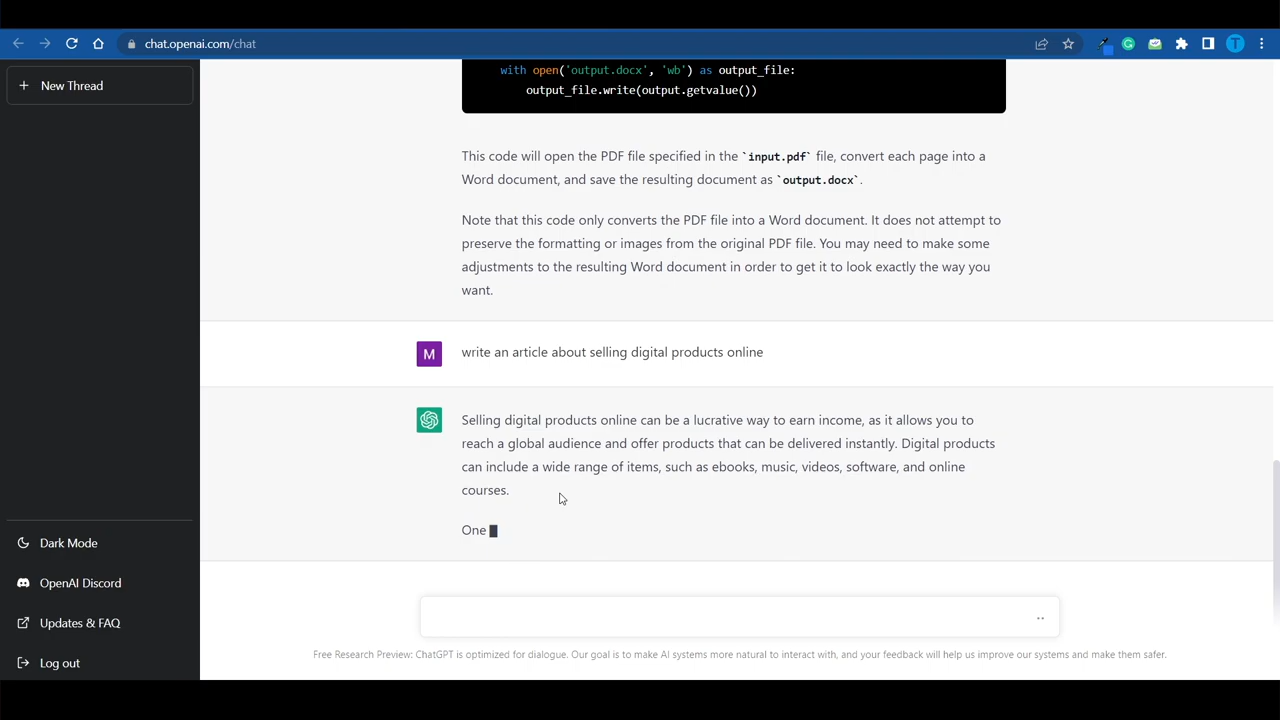 chat.openai.com/chat
T
New Thread
with open('output.docx', 'wb') as output_file:
output_file.write(output.getvalue())
This code will open the PDF file specified in the `input.pdf` file, convert each page into a
Word document, and save the resulting document as `output.docx`.
Note that this code only converts the PDF file into a Word document. It does not attempt to
preserve the formatting or images from the original PDF file. You may need to make some
adjustments to the resulting Word document in order to get it to look exactly the way you
want.
M
write an article about selling digital products online
Selling digital products online can be a lucrative way to earn income, as it allows you to
reach a global audience and offer products that can be delivered instantly. Digital products
can include a wide range of items, such as ebooks, music, videos, software, and online
courses.
One
Dark Mode
OpenAI Discord
Updates & FAQ
Log out
Free Research Preview: ChatGPT is optimized for dialogue. Our goal is to make AI systems more natural to interact with, and your feedback will help us improve our systems and make them safer.